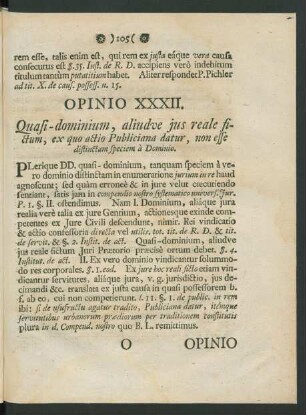 )105(
rem esse, talis enim est, qui rem ex justa eâque vera causa
consecutus est §. 35. Inst. de R. D. accipiens verò indebitum
titulum tantùm putatitium habet. Aliter respondet P. Pichler
ad tit. X. de caus. possess. n. 15.
OPINIO XXXII.
Quasi-dominium, aliudve jus reale fi-
ctum, ex quo actio Publiciana datur, non esse
distinctam speciem à Dominio.
PLerique DD. quasi-dominium, tanquam speciem à ve-
ro dominio distinctam in enumeratione jurium in re haud
agnoscunt; sed quàm erroneè & in jure velut coecutiendo
sentiant, satis jam in compendio nostro systematico universi Jur.
P. 1. §. II. ostendimus. Nam I. Dominium, aliáque jura
realia verè talia ex jure Gentium, actionesque exinde com-
petentes ex Jure Civili descendunt, nimir. Rei vindicatio
& actio confessoria directa vel utilis. tot. tit. de R. D. & tit.
de servit. & §. 2. Instit. de act. Quasi-dominium, aliudve
jus reale fictum Juri Prætorio præcisè ortum debet. §. 4.
Institut. de act. II. Ex vero dominio vindicantur solummo-
do res corporales. §. 1. eod. Ex jure hoc reali ficto etiam vin-
dicantur servitutes, aliáque jura, v. g. jurisdictio, jus de-
cimandi &c. translata ex justa causa in quasi possessorem b.
f. ab eo, cui non competierunt. l. 11. §. 1. de public. in rem
ibi: si de usufructu agatur tradito, Publiciana datur, itemque
servitutibus urbanorum prædiorum per traditionem constitutis
plura in d. Compend. nostro quo B. L. remittimus.
O
OPINIO